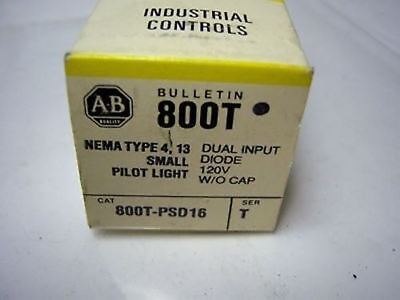 INDUSTRIAL
CONTROLS
A-B
QUALITY
BULLETIN
800T
NEMA TYPE 4, 13
SMALL
PILOT LIGHT
DUAL INPUT
DIODE
120V
W/O CAP
CAT
800T-PSD16
SER
T